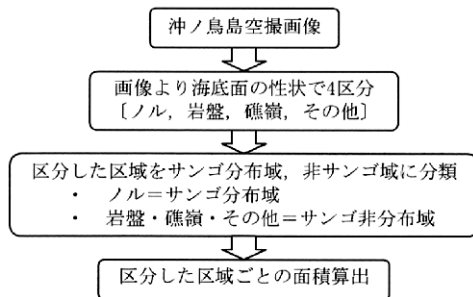 沖ノ鳥島空撮画像
画像より海底面の性状で4区分
〔ノル，岩盤，礁嶺，その他〕
区分した区域をサンゴ分布域，非サンゴ域に分類
・ ノル＝サンゴ分布域
・ 岩盤・礁嶺・その他＝サンゴ非分布域
区分した区域ごとの面積算出